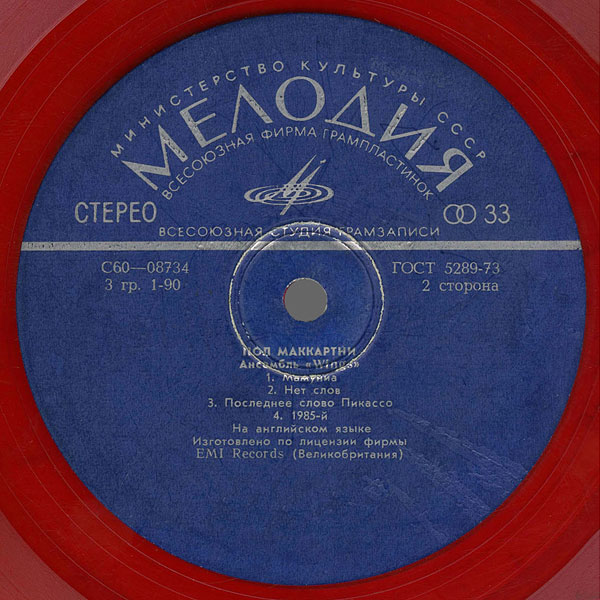 МИНИСТЕРСТВО КУЛЬТУРЫ СССР
МЕЛОДИЯ
ВСЕСОЮЗНАЯ ФИРМА ГРАМПЛАСТИНОК
СТЕРЕО
33
ВСЕСОЮЗНАЯ СТУДИЯ ГРАМЗАПИСИ
С60—08734
ГОСТ 5289-73
3 гр. 1-90
2 сторона
ПОЛ МАККАРТНИ
Ансамбль «Wings»
1. Мамуния
2. Нет слов
3. Последнее слово Пикассо
4. 1985-й
На английском языке
Изготовлено по лицензии фирмы
EMI Records (Великобритания)